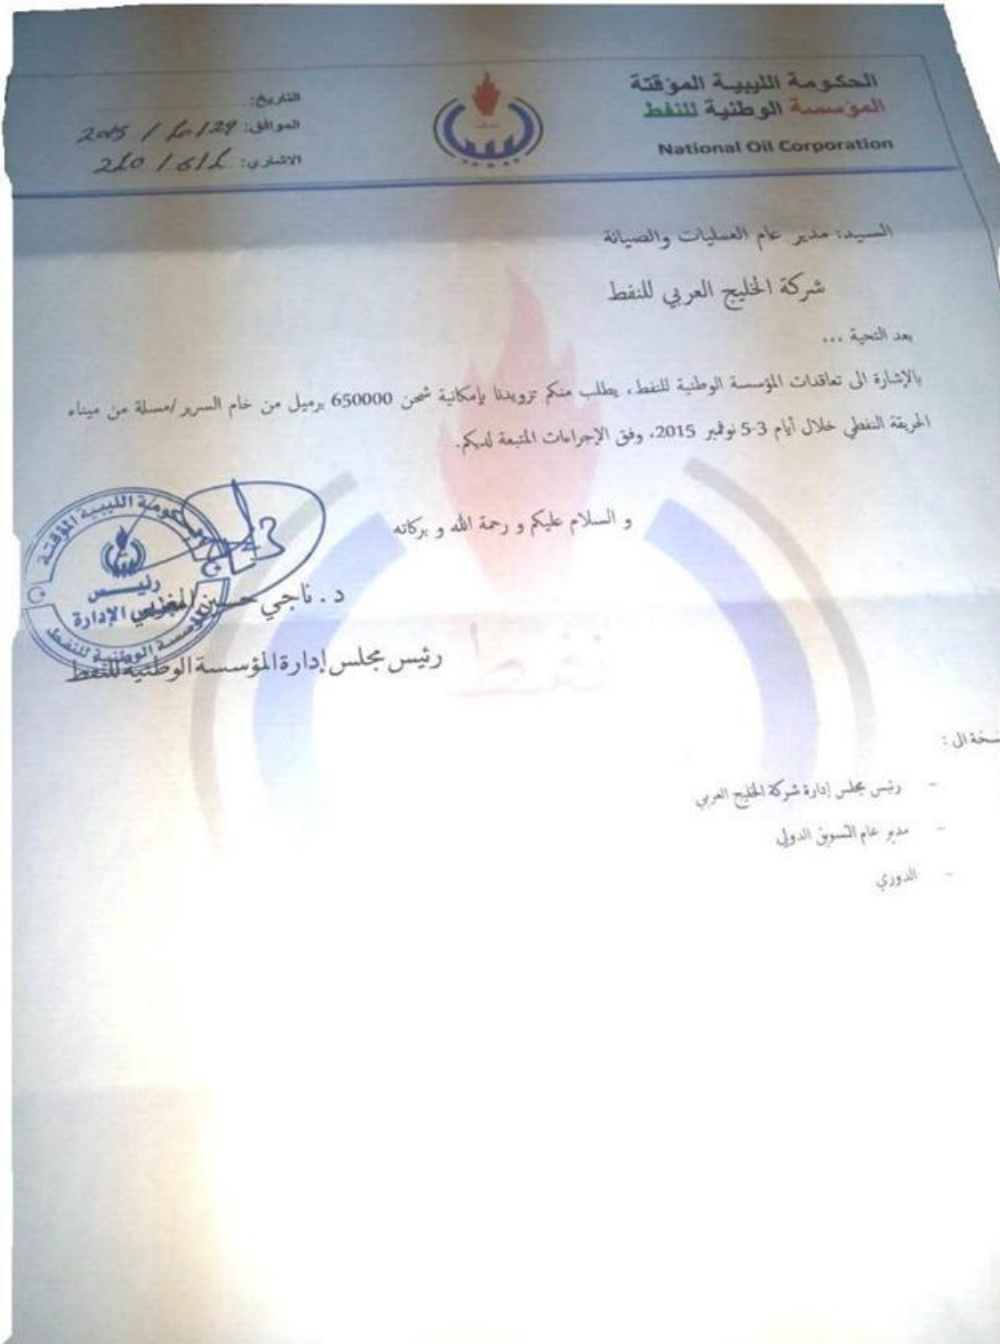 الحكومة الليبية المؤقتة
المؤسسة الوطنية للنفط
National Oil Corporation
التاريخ:
الموافق: 29 / 10 / 2015
الاشاري:
السيد: مدير عام العمليات والصيانة
شركة الخليج العربي للنفط
بعد التحية ...
بالإشارة الى تعاقدات المؤسسة الوطنية للنفط، يطلب منكم تزويدنا بإمكانية شحن 650000 برميل من خام السرير/مسلة من ميناء
الحريقة النفطي خلال أيام 3-5 نوفمبر 2015، وفق الإجراءات المتبعة لديكم.
و السلام عليكم و رحمة الله و بركاته
الحكومة الليبية المؤقتة
رئيس
مجلس الإدارة
المؤسسة الوطنية للنفط
د. ناجي حسين المغربي
رئيس مجلس إدارة المؤسسة الوطنية للنفط
نفط
نسخة الى :
- رئيس مجلس إدارة شركة الخليج العربي
- مدير عام التسويق الدولي
- الدوري